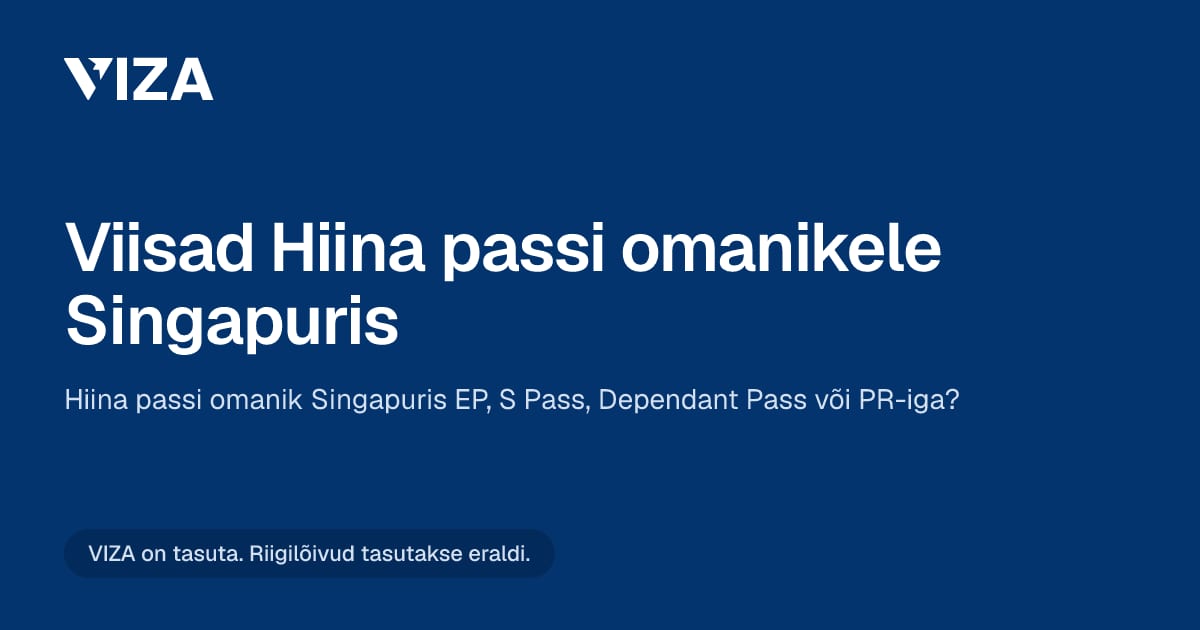 VIZA
Viisad Hiina passi omanikele
Singapuris
Hiina passi omanik Singapuris EP, S Pass, Dependant Pass või PR-iga?
VIZA on tasuta. Riigilõivud tasutakse eraldi.